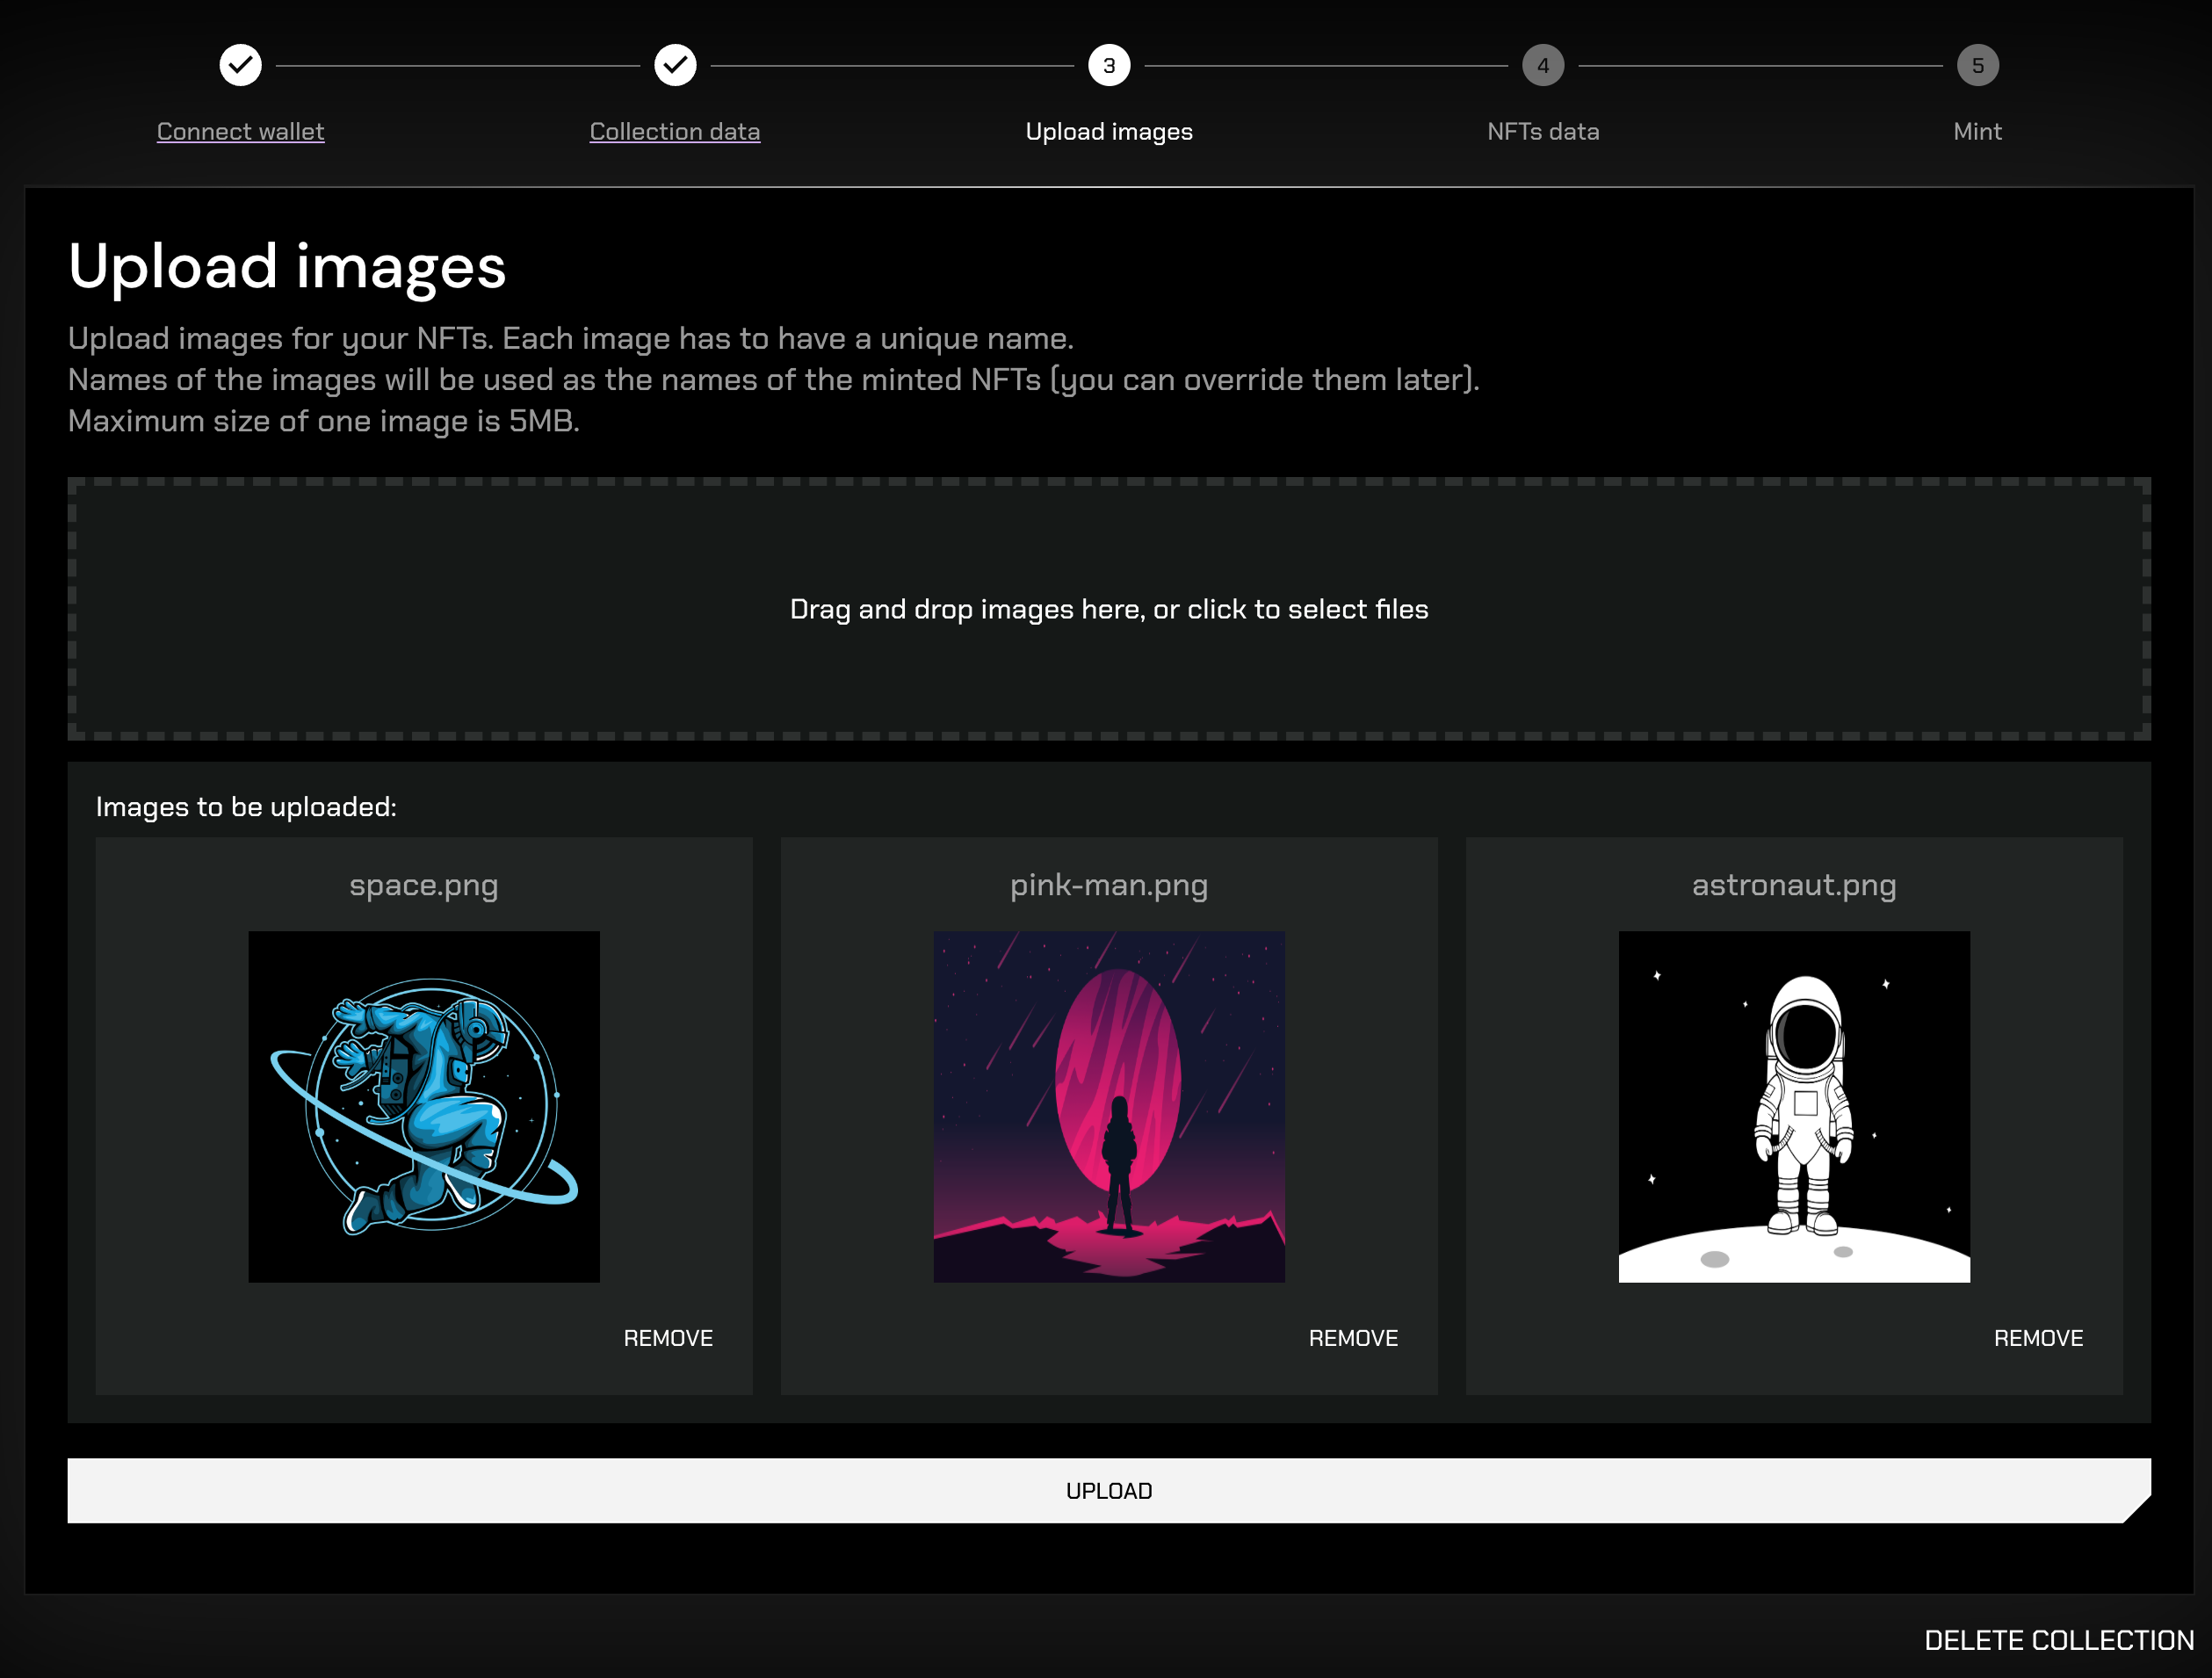 3
4
5
Connect wallet
Collection data
Upload images
NFTs data
Mint
Upload images
Upload images for your NFTs. Each image has to have a unique name.
Names of the images will be used as the names of the minted NFTs (you can override them later).
Maximum size of one image is 5MB.
Drag and drop images here, or click to select files
Images to be uploaded:
space.png
pink-man.png
astronaut.png
REMOVE
REMOVE
REMOVE
UPLOAD
DELETE COLLECTION